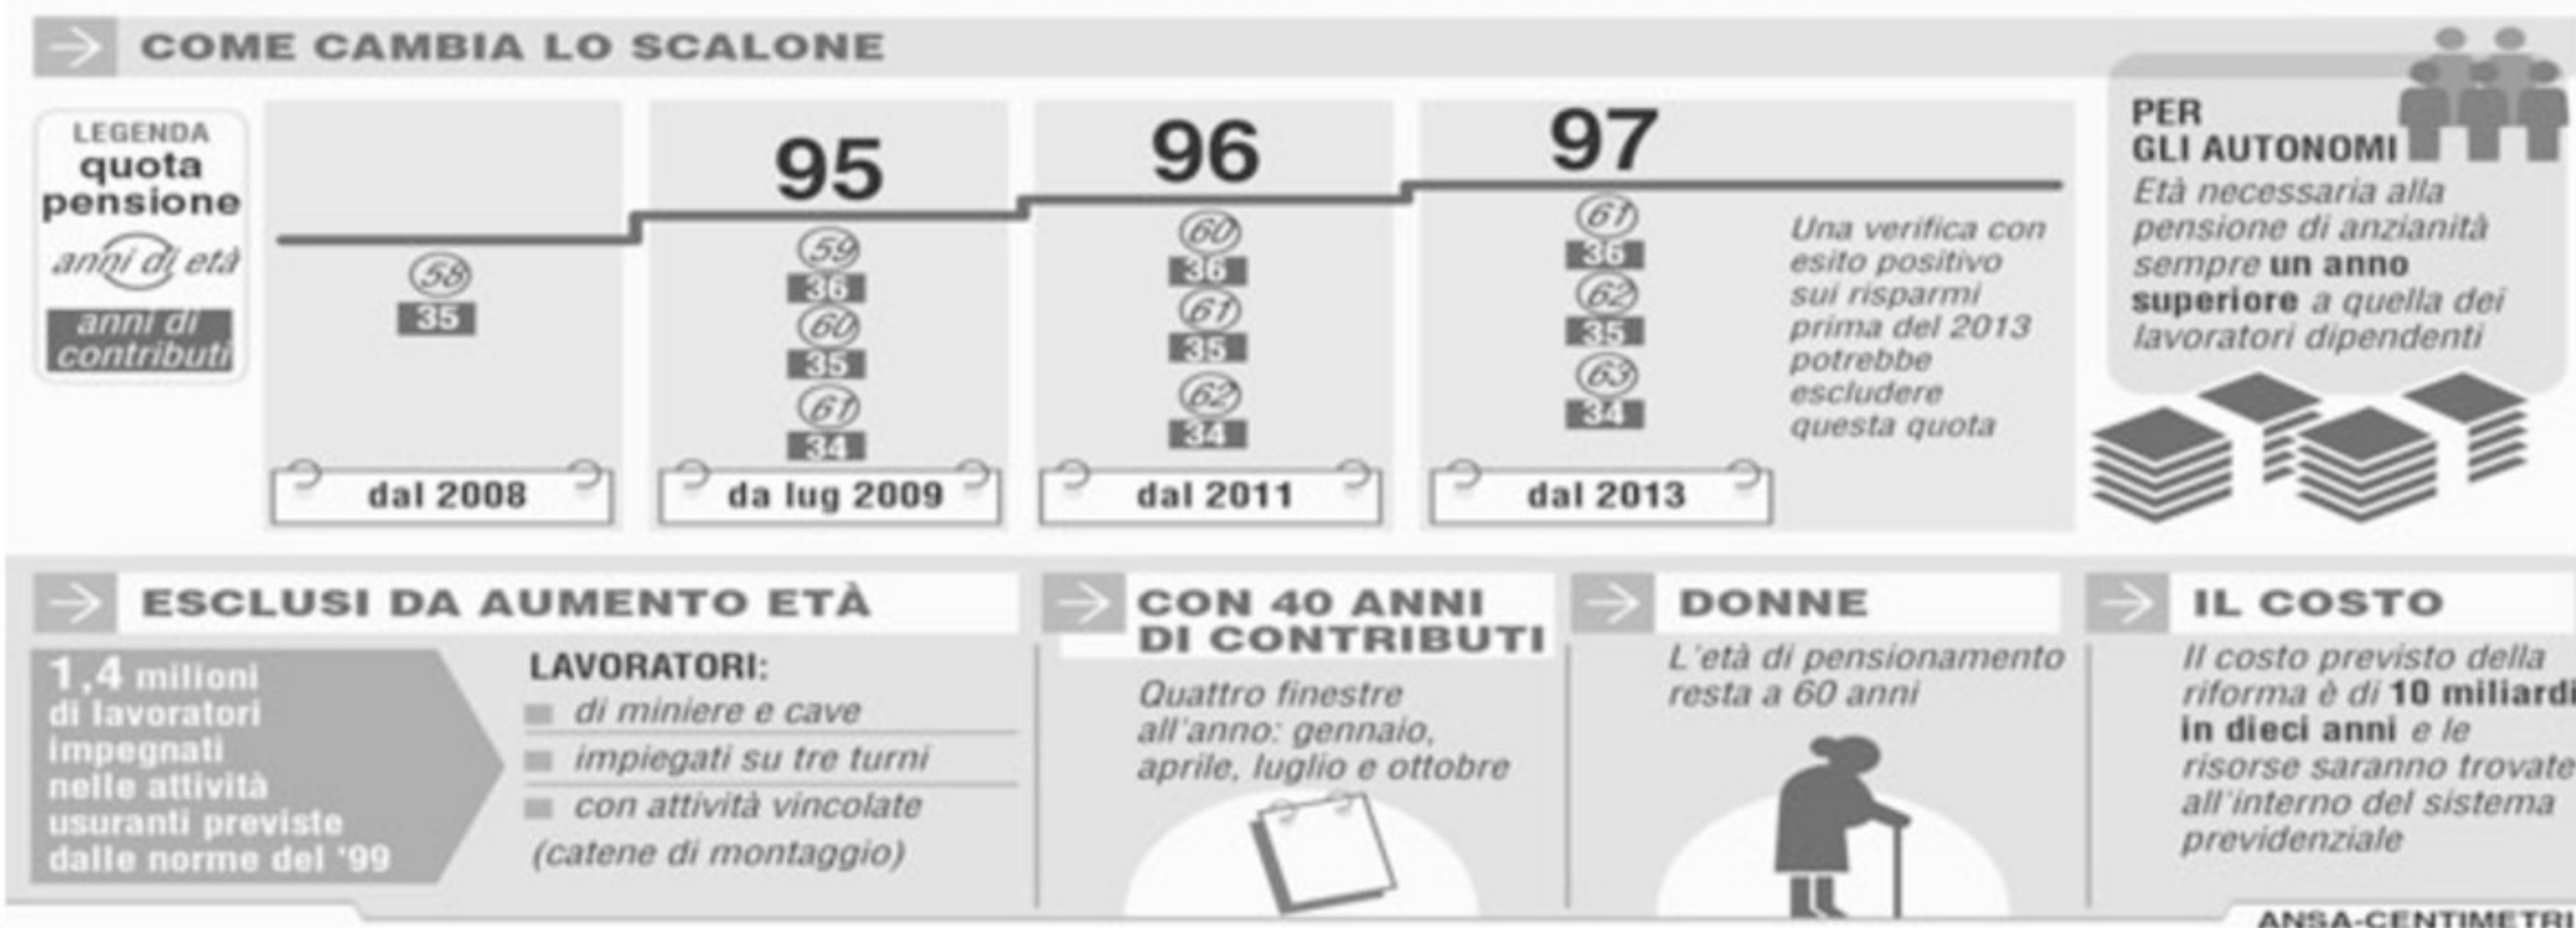 COME CAMBIA LO SCALONE
LEGENDA
quota
pensione
anni di età
anni di
contributi
58
35
dal 2008
95
59
36
60
35
61
34
da lug 2009
96
60
36
61
35
62
34
dal 2011
97
61
36
62
35
63
34
dal 2013
Una verifica con
esito positivo
sui risparmi
prima del 2013
potrebbe
escludere
questa quota
PER
GLI AUTONOMI
Età necessaria alla
pensione di anzianità
sempre un anno
superiore a quella dei
lavoratori dipendenti
ESCLUSI DA AUMENTO ETÀ
1,4 milioni
di lavoratori
impegnati
nelle attività
usuranti previste
dalle norme del '99
LAVORATORI:
di miniere e cave
impiegati su tre turni
con attività vincolate
(catene di montaggio)
CON 40 ANNI
DI CONTRIBUTI
Quattro finestre
all'anno: gennaio,
aprile, luglio e ottobre
DONNE
L'età di pensionamento
resta a 60 anni
IL COSTO
Il costo previsto della
riforma è di 10 miliardi
in dieci anni e le
risorse saranno trovate
all'interno del sistema
previdenziale
ANSA-CENTIMETRI